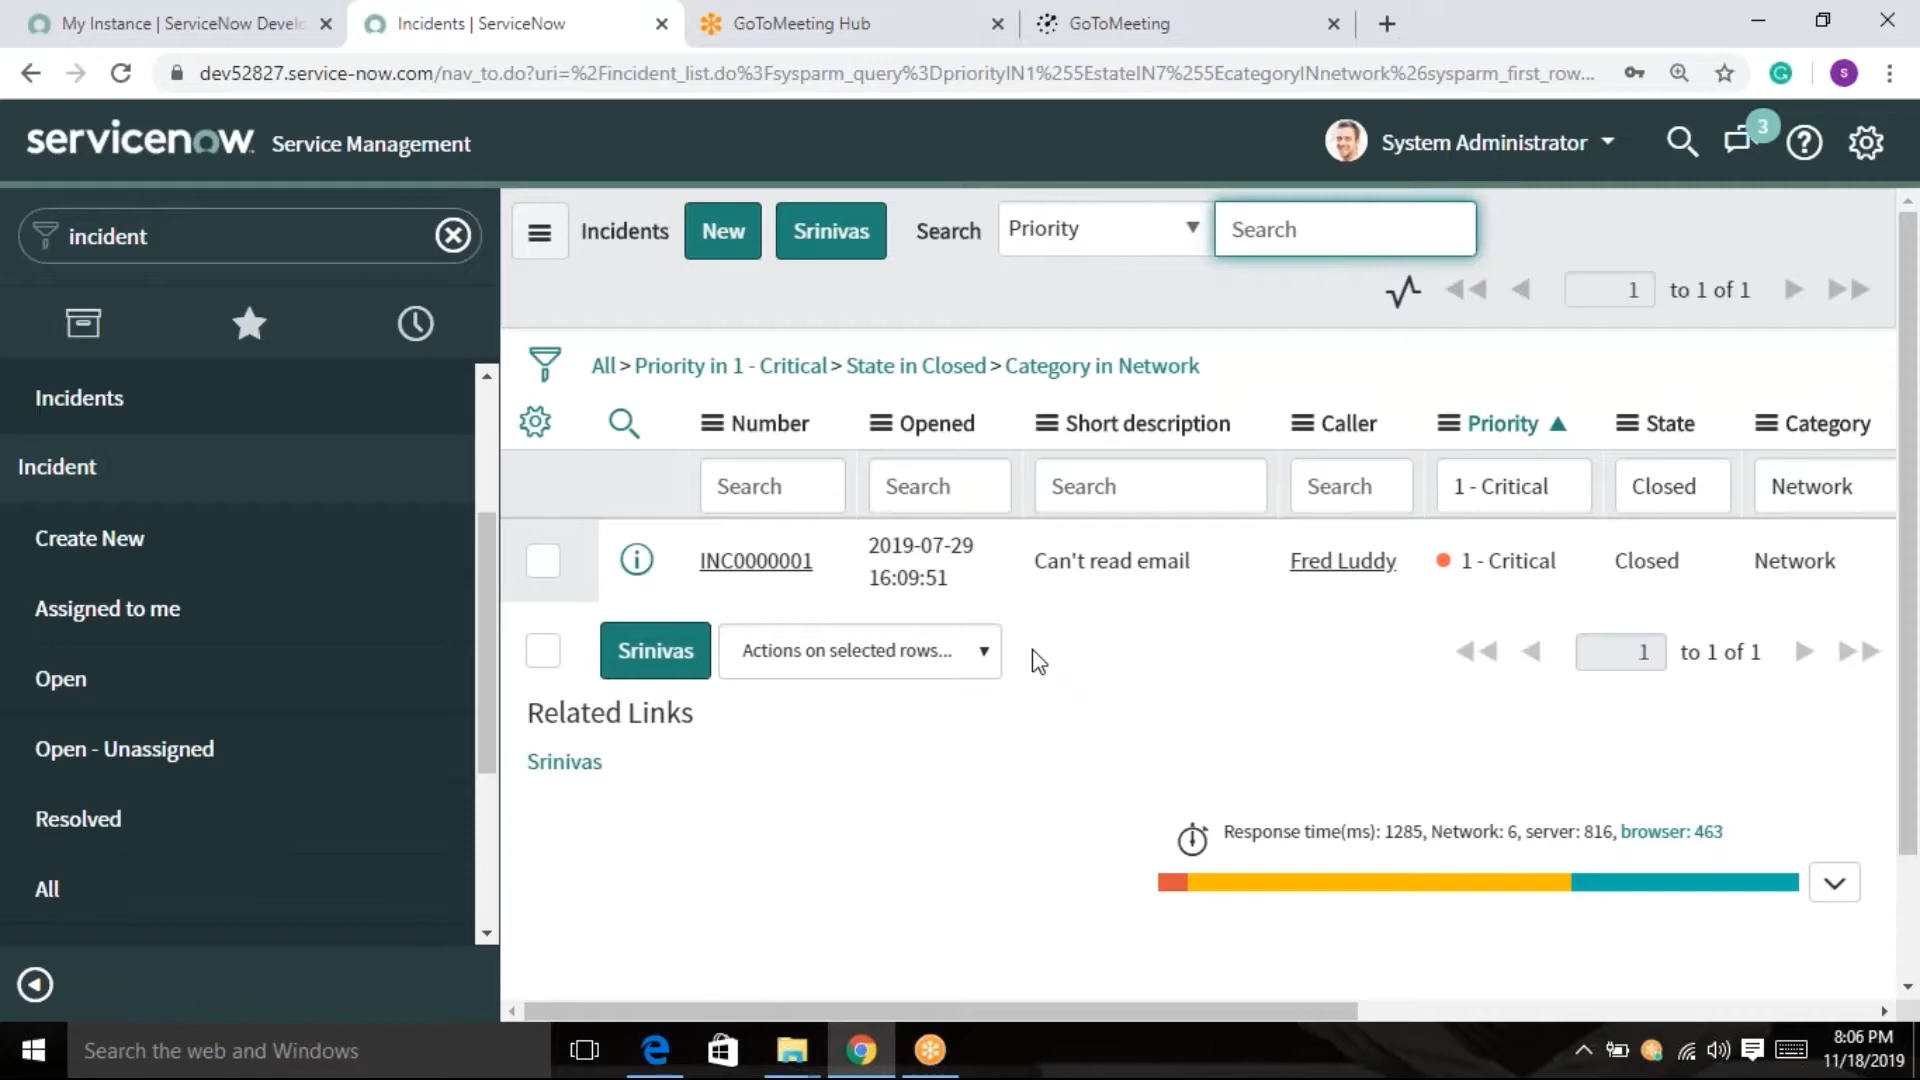 My Instance | ServiceNow Develo
Incidents | ServiceNow
GoToMeeting Hub
GoToMeeting
dev52827.service-now.com/nav_to.do?uri=%2Fincident_list.do%3Fsysparm_query%3DpriorityIN1%255EstateIN7%255EcategoryINnetwork%26sysparm_first_row...
S
servicenow Service Management
System Administrator
3
incident
Incidents
New
Srinivas
Search
Priority
Search
1 to 1 of 1
Incidents
Incident
Create New
Assigned to me
Open
Open - Unassigned
Resolved
All
All > Priority in 1 - Critical > State in Closed > Category in Network
Number Opened Short description Caller Priority State Category
Search Search Search Search 1 - Critical Closed Network
INC0000001 2019-07-29 16:09:51 Can't read email Fred Luddy 1 - Critical Closed Network
Srinivas Actions on selected rows... 1 to 1 of 1
Related Links
Srinivas
Response time(ms): 1285, Network: 6, server: 816, browser: 463
Search the web and Windows
8:06 PM
11/18/2019